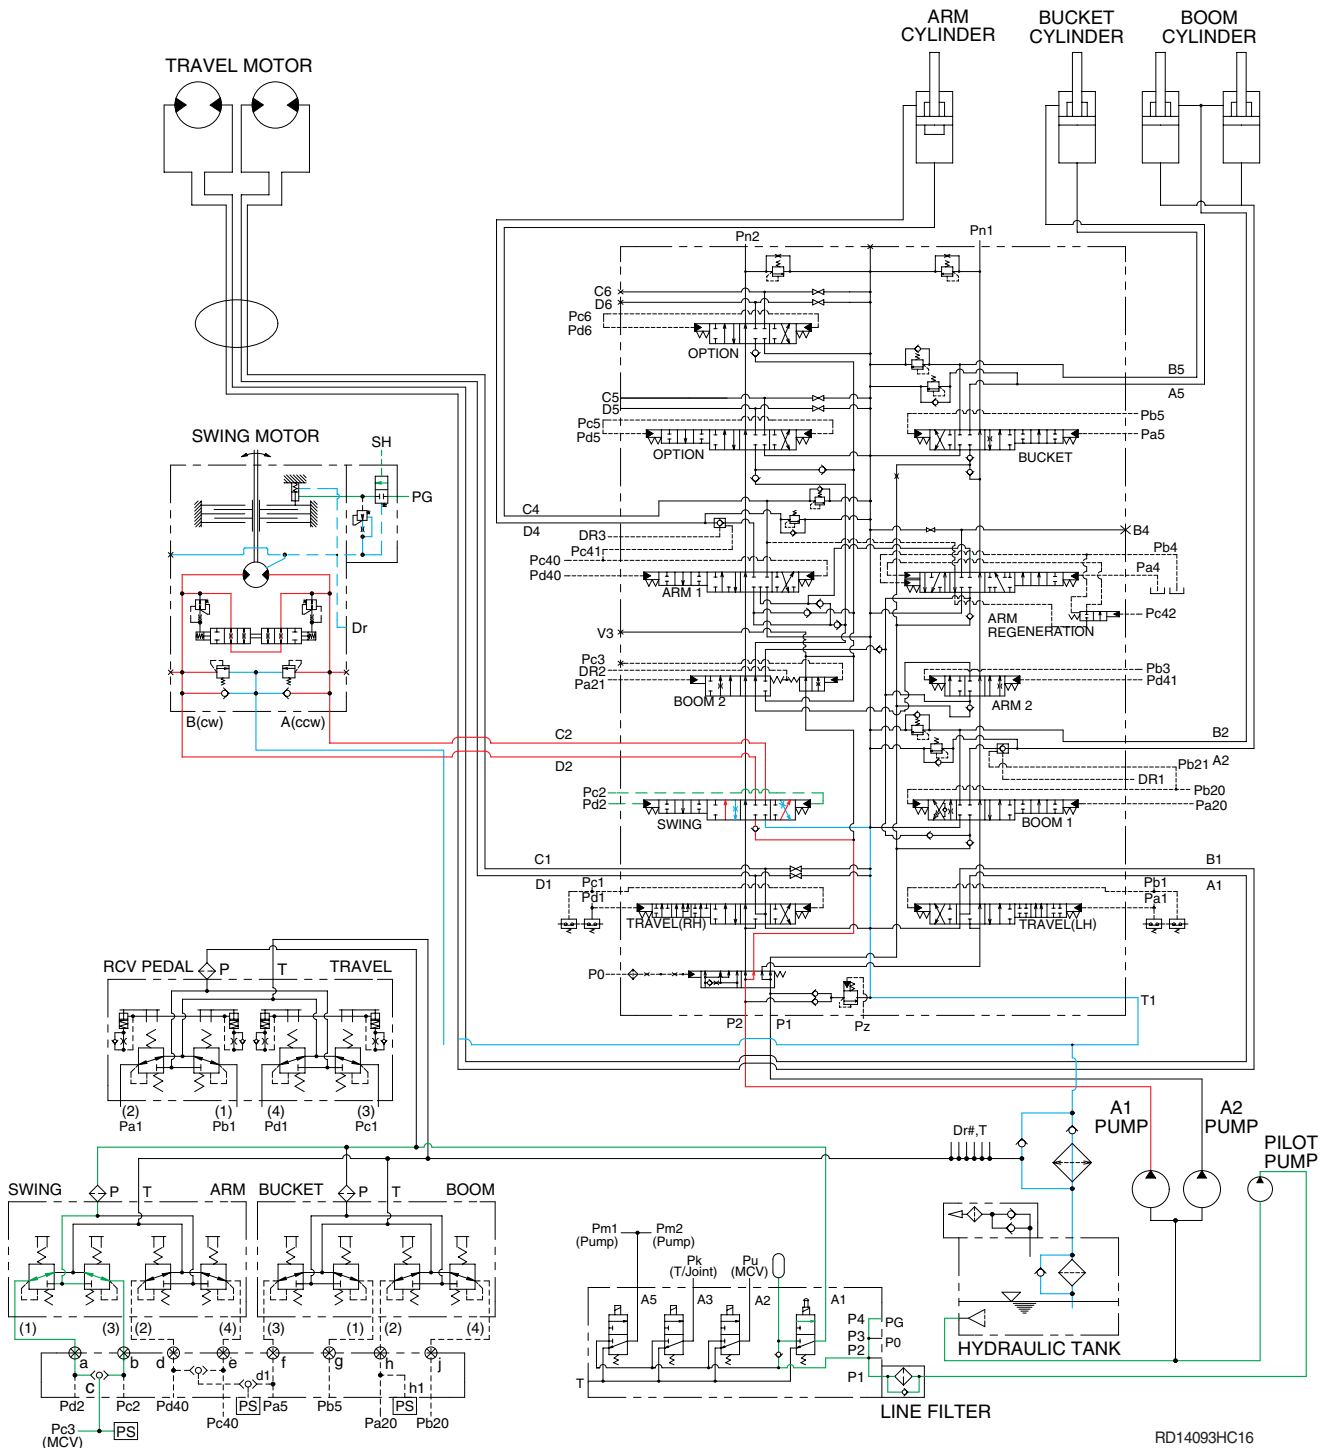 ARM
CYLINDER
BUCKET
CYLINDER
BOOM
CYLINDER
TRAVEL MOTOR
Pn2
Pn1
C6
D6
Pc6
Pd6
OPTION
B5
A5
C5
D5
Pc5
Pd5
OPTION
Pb5
Pa5
BUCKET
SWING MOTOR
SH
PG
C4
D4
DR3
Pc41
Pc40
Pd40
ARM 1
B4
Pb4
Pa4
Pc42
ARM
REGENERATION
Dr
V3
Pc3
DR2
Pa21
BOOM 2
Pb3
Pd41
ARM 2
B(cw)
A(ccw)
C2
D2
B2
A2
Pb21
DR1
Pc2
Pd2
SWING
Pb20
Pa20
BOOM 1
C1
D1
B1
A1
Pc1
Pd1
TRAVEL(RH)
Pb1
Pa1
TRAVEL(LH)
RCV PEDAL
P
T
TRAVEL
P0
P2
P1
Pz
T1
(2)
(1)
(4)
(3)
Pa1
Pb1
Pd1
Pc1
A1
PUMP
A2
PUMP
PILOT
PUMP
Dr#,T
SWING
P
T
ARM
BUCKET
P
T
BOOM
Pm1
(Pump)
Pm2
(Pump)
Pk
(T/Joint)
Pu
(MCV)
A5
A3
A2
A1
P4
PG
P3
P0
P2
P1
T
(1)
(3)
(2)
(4)
(3)
(1)
(2)
(4)
a
b
d
e
f
g
h
j
c
d1
h1
Pd2
Pc2
Pd40
Pc40
PS
Pa5
Pb5
Pa20
PS
Pb20
Pc3
(MCV)
PS
HYDRAULIC TANK
LINE FILTER
RD14093HC16